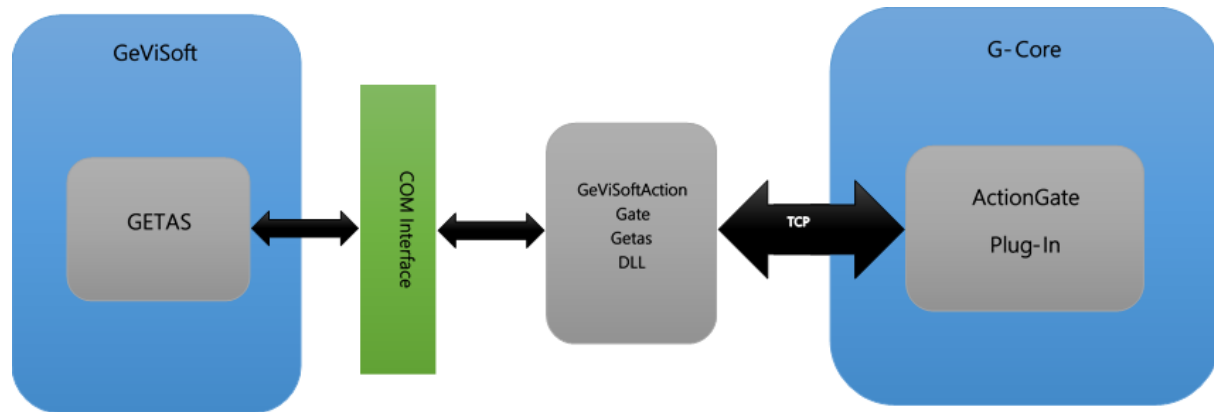 GeViSoft
GETAS
COM Interface
GeViSoftAction
Gate
Getas
DLL
TCP
G-Core
ActionGate
Plug-In